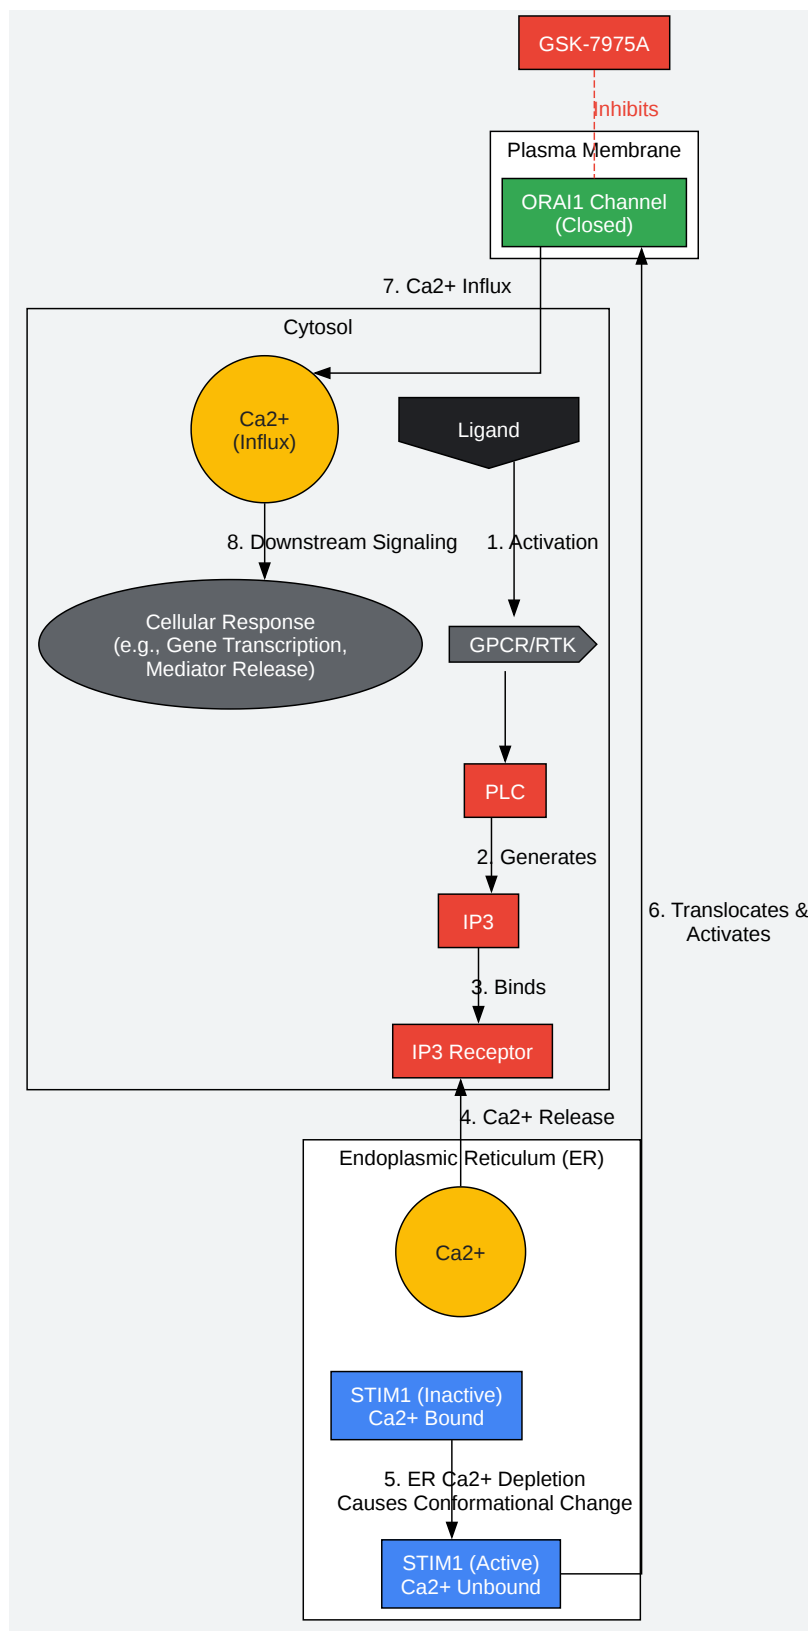 GSK-7975A
Inhibits
Plasma Membrane
ORAI1 Channel
(Closed)
7. Ca2+ Influx
Cytosol
Ca2+
(Influx)
Ligand
8. Downstream Signaling
1. Activation
Cellular Response
(e.g., Gene Transcription,
Mediator Release)
GPCR/RTK
PLC
2. Generates
IP3
6. Translocates &
Activates
3. Binds
IP3 Receptor
4. Ca2+ Release
Endoplasmic Reticulum (ER)
Ca2+
STIM1 (Inactive)
Ca2+ Bound
5. ER Ca2+ Depletion
Causes Conformational Change
STIM1 (Active)
Ca2+ Unbound